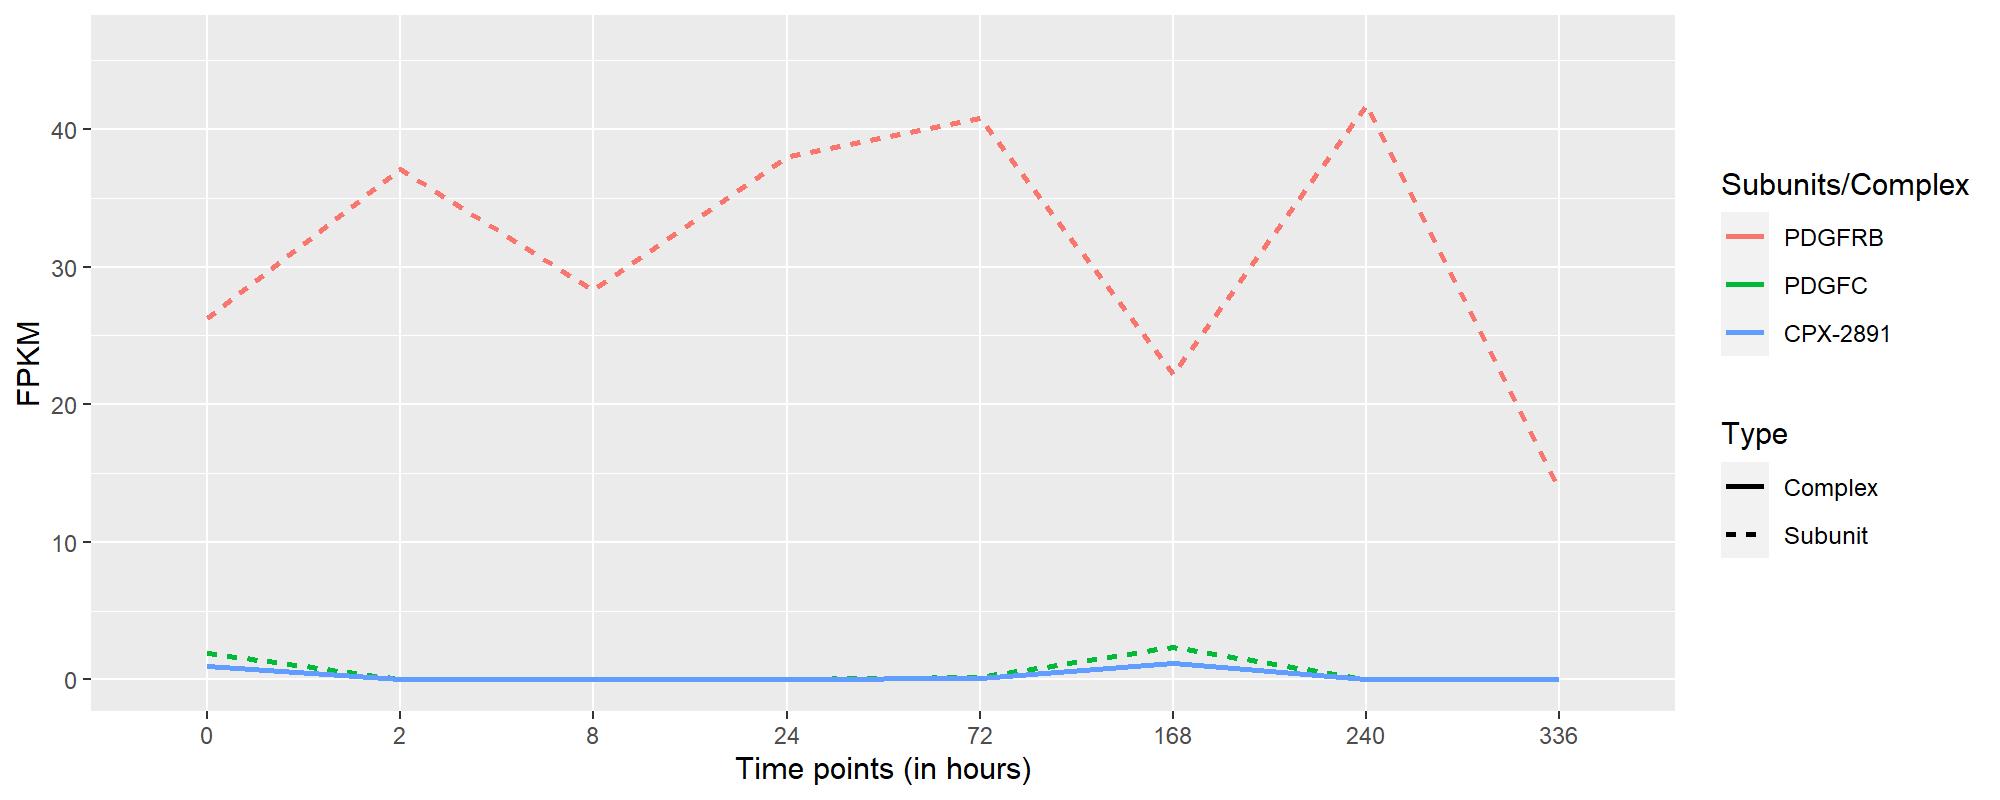 FPKM
40
30
20
10
0
0 2 8 24 72 168 240 336
Time points (in hours)
Subunits/Complex
PDGFRB
PDGFC
CPX-2891
Type
Complex
Subunit